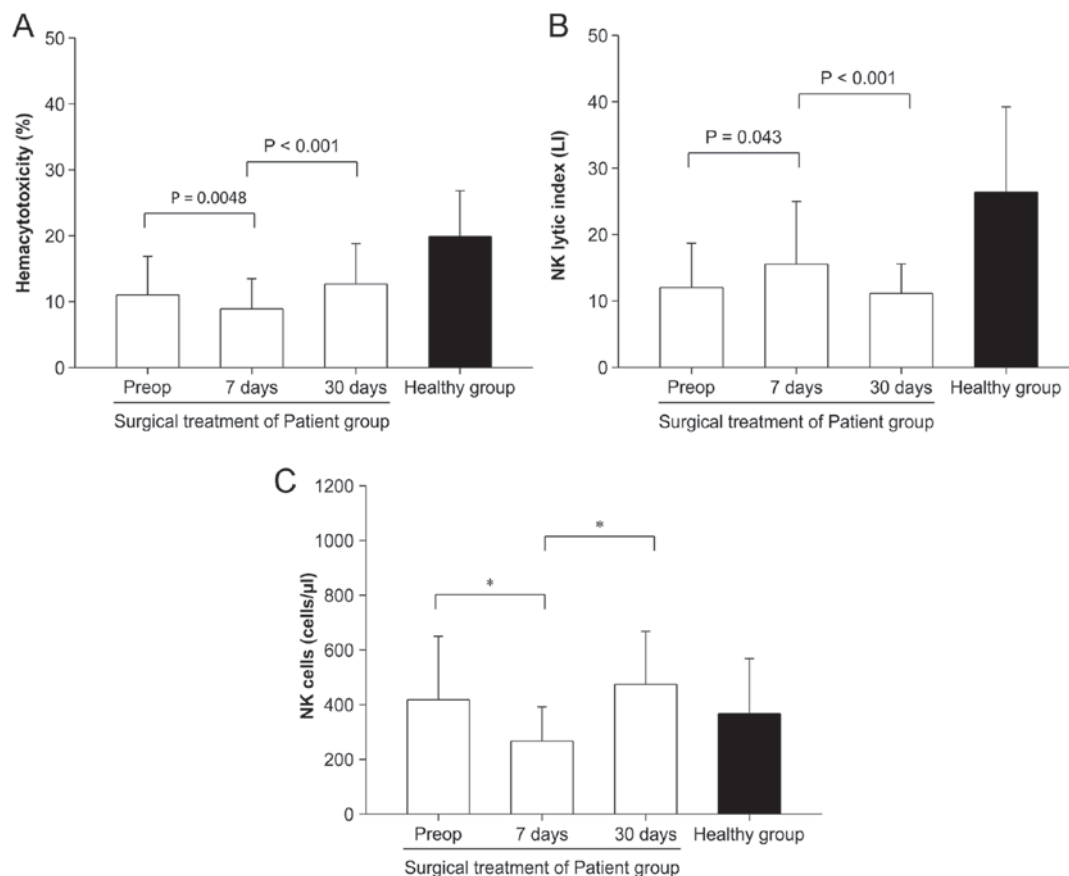 A
50
40
30
20
10
0
Hemacytotoxicity (%)
P < 0.001
P = 0.0048
Preop 7 days 30 days Healthy group
Surgical treatment of Patient group
B
50
40
30
20
10
0
NK lytic index (LI)
P < 0.001
P = 0.043
Preop 7 days 30 days Healthy group
Surgical treatment of Patient group
C
1200
1000
800
600
400
200
0
NK cells (cells/µl)
*
*
Preop 7 days 30 days Healthy group
Surgical treatment of Patient group